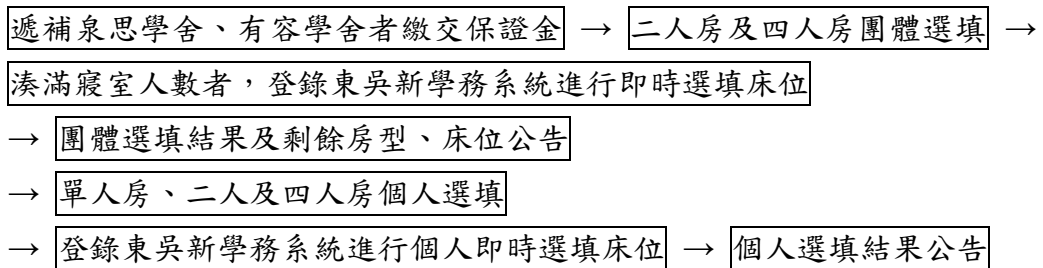 遞補泉思學舍、有容學舍者繳交保證金 → 二人房及四人房團體選填 →
湊滿寢室人數者，登錄東吳新學務系統進行即時選填床位
→ 團體選填結果及剩餘房型、床位公告
→ 單人房、二人及四人房個人選填
→ 登錄東吳新學務系統進行個人即時選填床位 → 個人選填結果公告